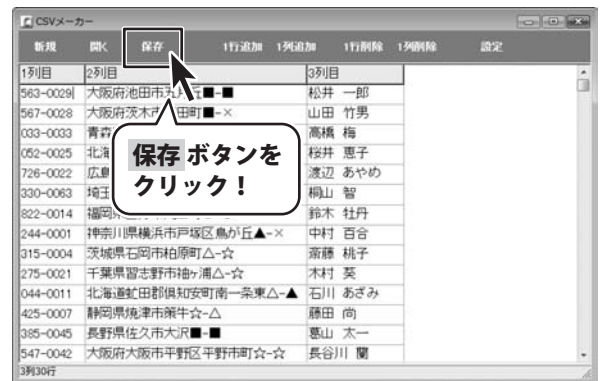 CSVメーカー
新規 開く 保存 1行追加 1列追加 1行削除 1列削除 設定
1列目 2列目 3列目
563-0029 大阪府池田市五月丘■-■ 松井 一郎
567-0028 大阪府茨木市 田町■-× 山田 竹男
033-0033 青森 高橋 梅
052-0025 北海 桜井 恵子
726-0022 広島 渡辺 あやめ
330-0063 埼玉 桐山 智
822-0014 福岡 鈴木 牡丹
244-0001 神奈川県横浜市戸塚区鳥が丘▲-× 中村 百合
315-0004 茨城県石岡市柏原町△-☆ 斎藤 桃子
275-0021 千葉県習志野市袖ケ浦△-☆ 木村 葵
044-0011 北海道虻田郡倶知安町南一条東△-▲ 石川 あざみ
425-0007 静岡県焼津市策牛☆-△ 藤田 尚
385-0045 長野県佐久市大沢■-■ 葛山 太一
547-0042 大阪府大阪市平野区平野市町☆-☆ 長谷川 蘭
3列30行
保存 ボタンを
クリック！